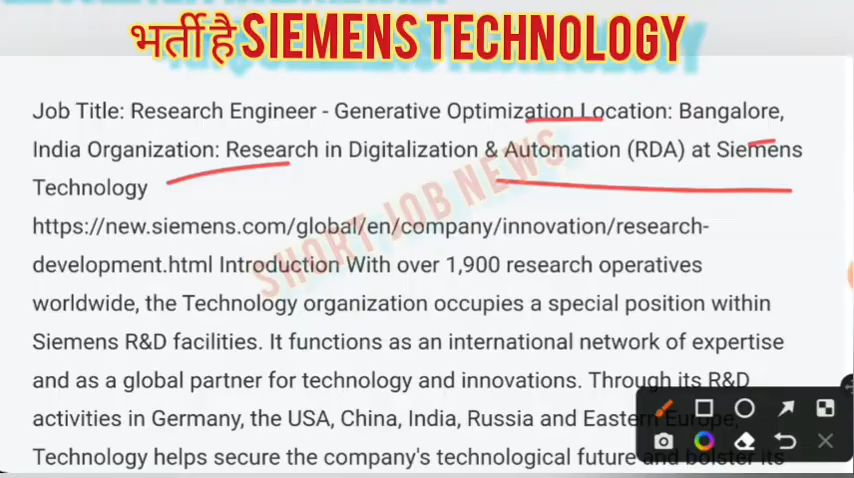 भर्ती है SIEMENS TECHNOLOGY
Job Title: Research Engineer - Generative Optimization Location: Bangalore,
India Organization: Research in Digitalization & Automation (RDA) at Siemens
Technology
https://new.siemens.com/global/en/company/innovation/research-
development.html Introduction With over 1,900 research operatives
worldwide, the Technology organization occupies a special position within
Siemens R&D facilities. It functions as an international network of expertise
and as a global partner for technology and innovations. Through its R&D
activities in Germany, the USA, China, India, Russia and Eastern Europe,
Technology helps secure the company's technological future and bolster its
SHORT JOB NEWS